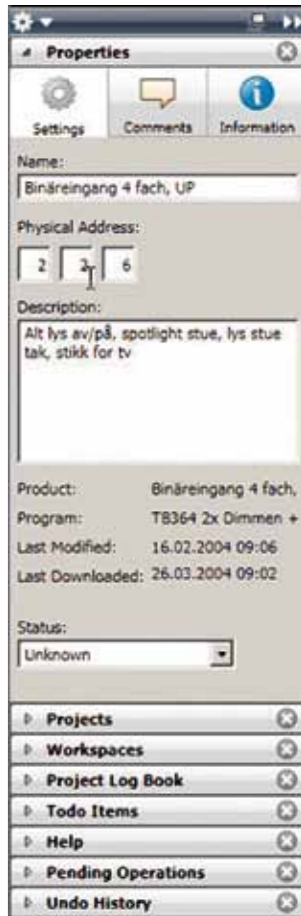 Properties
Settings Comments Information
Name:
Binäreingang 4 fach, UP
Physical Address:
2 2 6
Description:
Alt lys av/på, spotlight stue, lys stue
tak, stikk for tv
Product: Binäreingang 4 fach,
Program: T8364 2x Dimmen +
Last Modified: 16.02.2004 09:06
Last Downloaded: 26.03.2004 09:02
Status:
Unknown
Projects
Workspaces
Project Log Book
Todo Items
Help
Pending Operations
Undo History